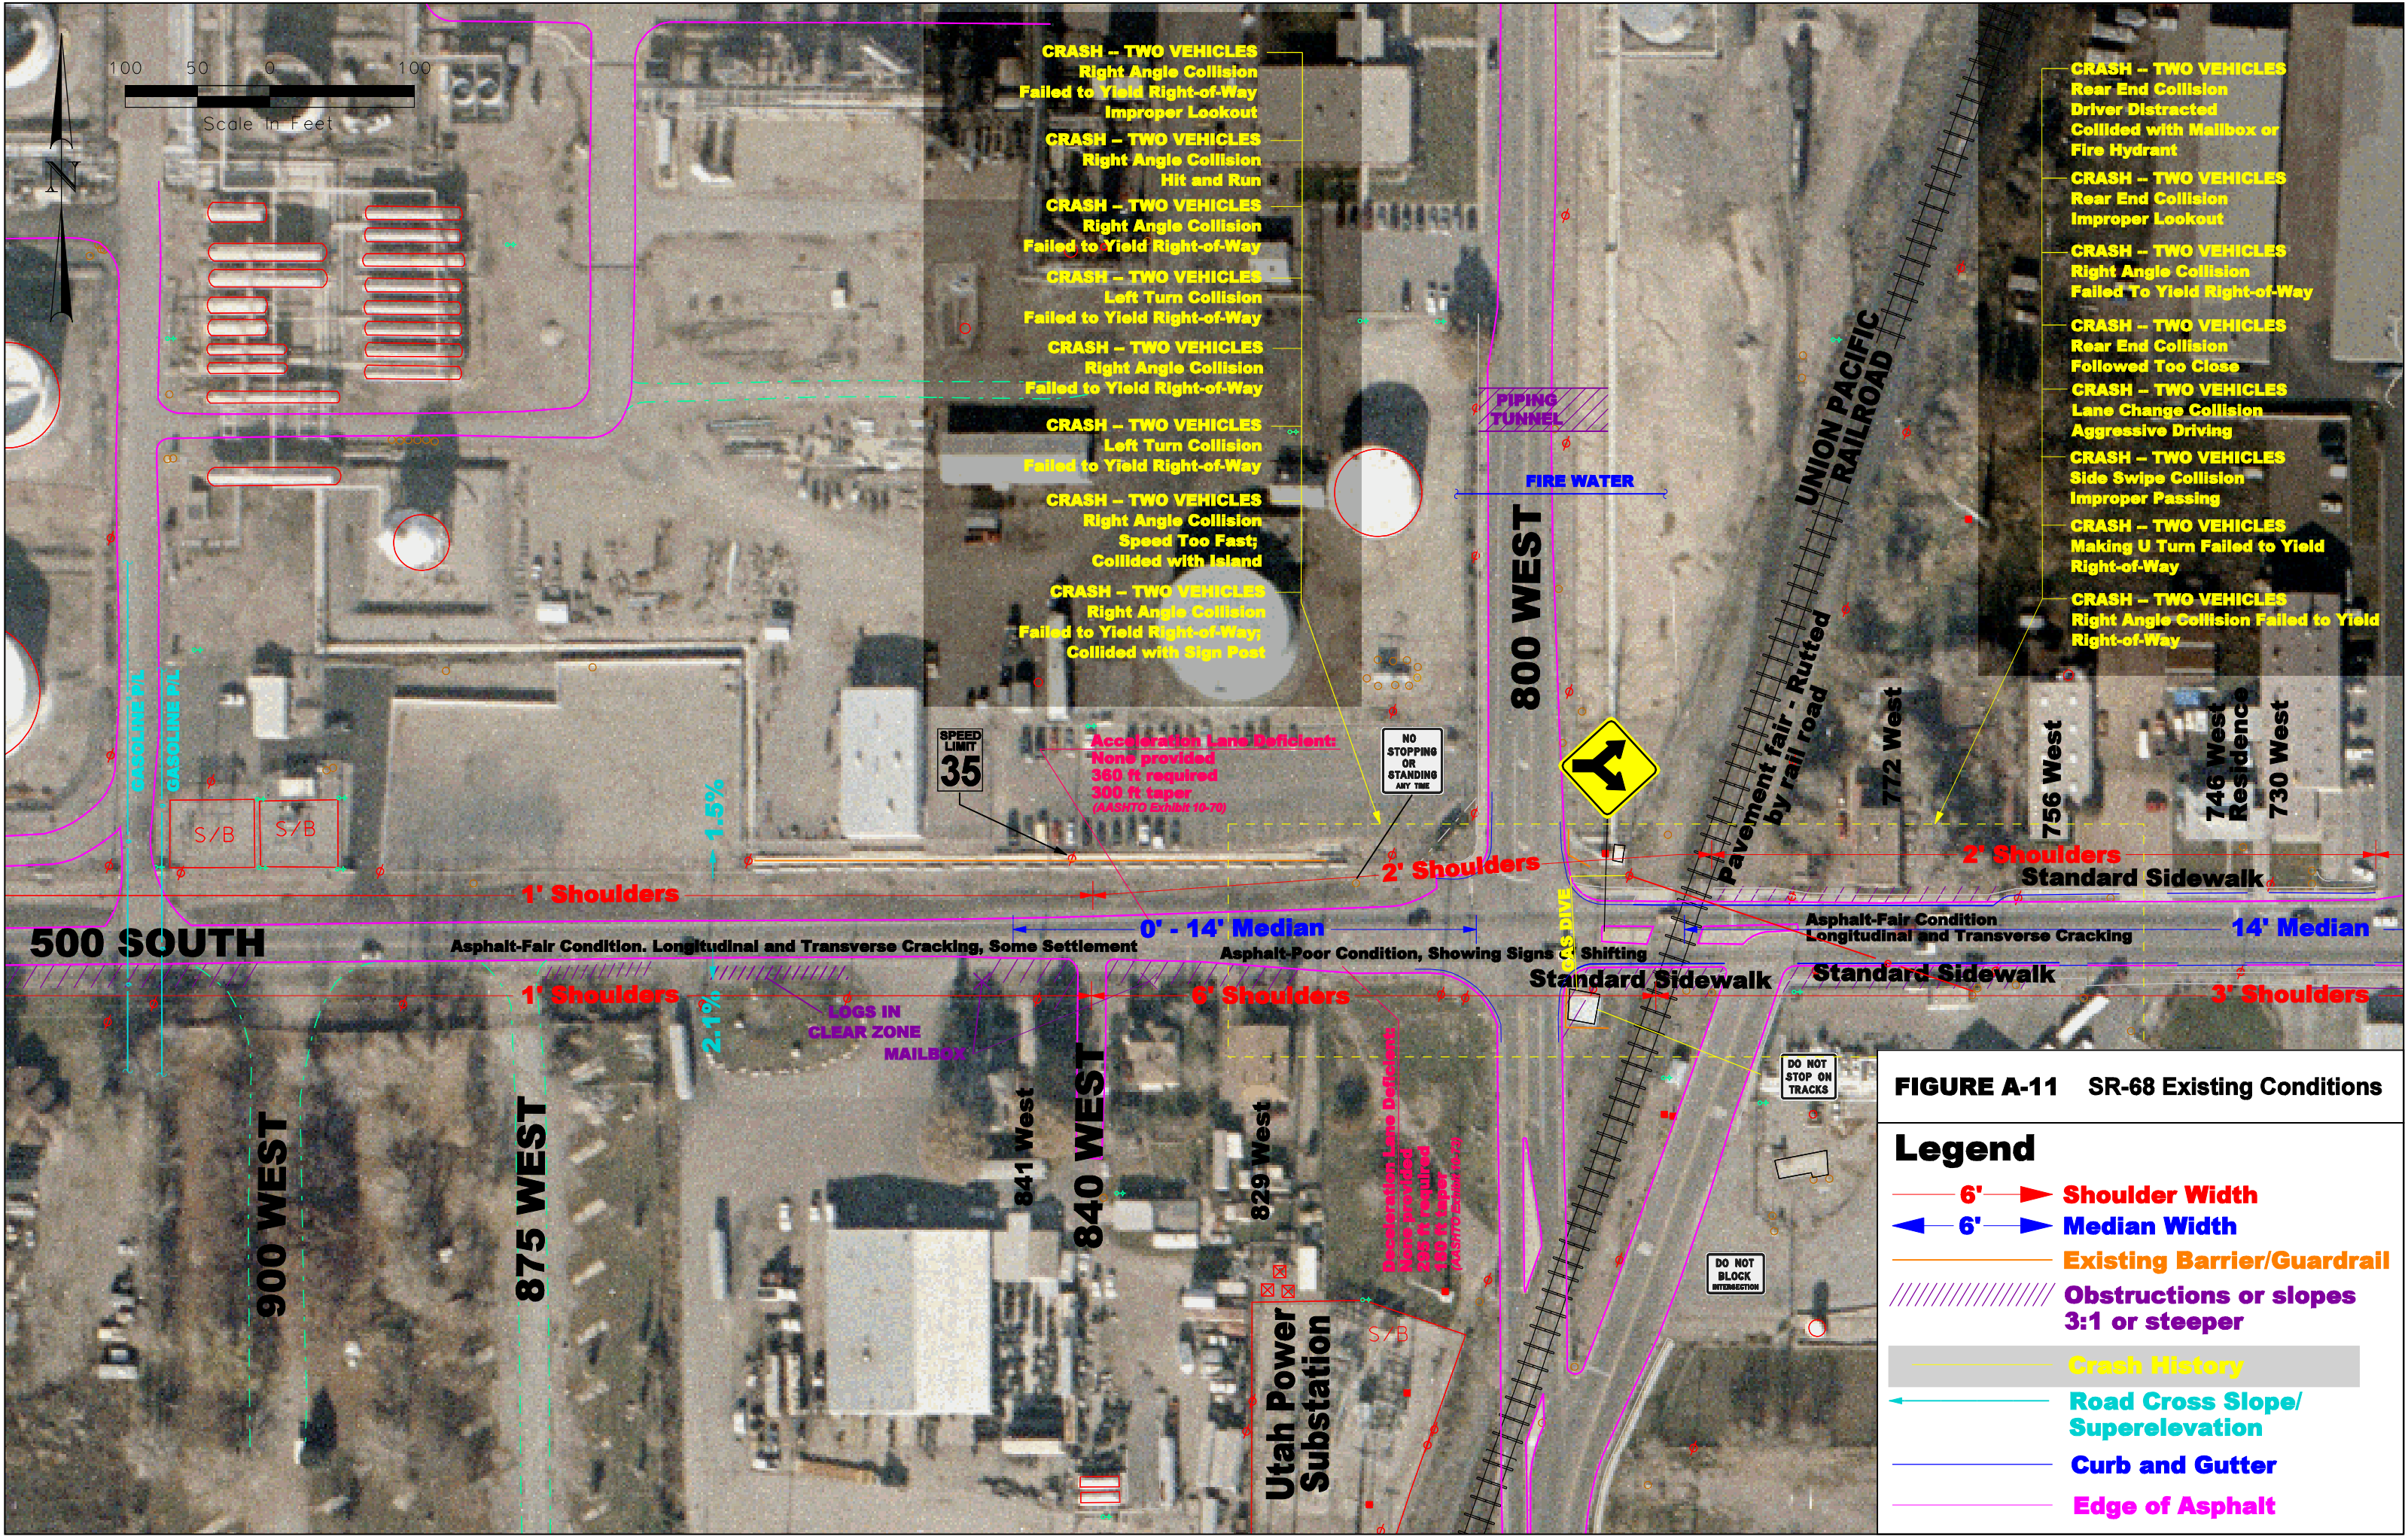 100 50 0 100
Scale In Feet
N
CRASH -- TWO VEHICLES
Right Angle Collision
Failed to Yield Right-of-Way
Improper Lookout
CRASH -- TWO VEHICLES
Right Angle Collision
Hit and Run
CRASH -- TWO VEHICLES
Right Angle Collision
Failed to Yield Right-of-Way
CRASH -- TWO VEHICLES
Left Turn Collision
Failed to Yield Right-of-Way
CRASH -- TWO VEHICLES
Right Angle Collision
Failed to Yield Right-of-Way
CRASH -- TWO VEHICLES
Left Turn Collision
Failed to Yield Right-of-Way
CRASH -- TWO VEHICLES
Right Angle Collision
Speed Too Fast;
Collided with Island
CRASH -- TWO VEHICLES
Right Angle Collision
Failed to Yield Right-of-Way;
Collided with Sign Post
CRASH -- TWO VEHICLES
Rear End Collision
Driver Distracted
Collided with Mailbox or
Fire Hydrant
CRASH -- TWO VEHICLES
Rear End Collision
Improper Lookout
CRASH -- TWO VEHICLES
Right Angle Collision
Failed To Yield Right-of-Way
CRASH -- TWO VEHICLES
Rear End Collision
Followed Too Close
CRASH -- TWO VEHICLES
Lane Change Collision
Aggressive Driving
CRASH -- TWO VEHICLES
Side Swipe Collision
Improper Passing
CRASH -- TWO VEHICLES
Making U Turn Failed to Yield
Right-of-Way
CRASH -- TWO VEHICLES
Right Angle Collision Failed to Yield
Right-of-Way
PIPING
TUNNEL
FIRE WATER
800 WEST
UNION PACIFIC
RAILROAD
Pavement fair - Rutted
by rail road
772 West
756 West
746 West
Residence
730 West
GASOLINE P/L
GASOLINE P/L
S/B
S/B
1.5%
SPEED
LIMIT
35
Acceleration Lane Deficient:
None provided
360 ft required
300 ft taper
(AASHTO Exhibit 10-70)
NO
STOPPING
OR
STANDING
ANY TIME
1' Shoulders
2' Shoulders
2' Shoulders
Standard Sidewalk
GAS DIVE
0' - 14' Median
14' Median
500 SOUTH
Asphalt-Fair Condition. Longitudinal and Transverse Cracking, Some Settlement
Asphalt-Poor Condition, Showing Signs of Shifting
Asphalt-Fair Condition
Longitudinal and Transverse Cracking
Standard Sidewalk
Standard Sidewalk
1' Shoulders
6' Shoulders
3' Shoulders
2.1%
LOGS IN
CLEAR ZONE
MAILBOX
900 WEST
875 WEST
841 West
840 WEST
829 West
Deceleration Lane Deficient:
None provided
ft required
ft taper
DO NOT
STOP ON
TRACKS
DO NOT
BLOCK
INTERSECTION
Utah Power
Substation
S/B
FIGURE A-11 SR-68 Existing Conditions
Legend
6' Shoulder Width
6' Median Width
Existing Barrier/Guardrail
Obstructions or slopes
3:1 or steeper
Crash History
Road Cross Slope/
Superelevation
Curb and Gutter
Edge of Asphalt